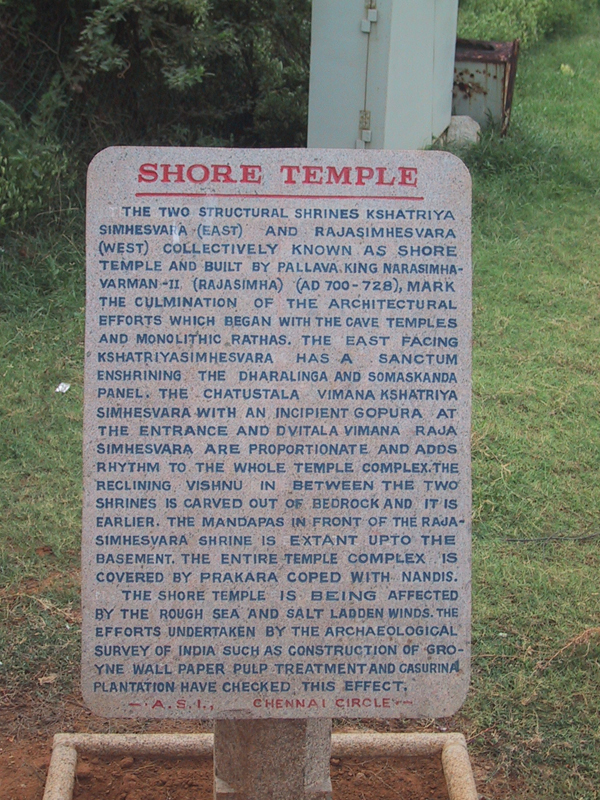 SHORE TEMPLE
THE TWO STRUCTURAL SHRINES KSHATRIYA
SIMHESVARA (EAST) AND RAJASIMHESVARA
(WEST) COLLECTIVELY KNOWN AS SHORE
TEMPLE AND BUILT BY PALLAVA KING NARASIMHA-
VARMAN-II (RAJASIMHA) (AD 700-728), MARK
THE CULMINATION OF THE ARCHITECTURAL
EFFORTS WHICH BEGAN WITH THE CAVE TEMPLES
AND MONOLITHIC RATHAS. THE EAST FACING
KSHATRIYASIMHESVARA HAS A SANCTUM
ENSHRINING THE DHARALINGA AND SOMASKANDA
PANEL. THE CHATUSTALA VIMANA KSHATRIYA
SIMHESVARA WITH AN INCIPIENT GOPURA AT
THE ENTRANCE AND DVITALA VIMANA RAJA
SIMHESVARA ARE PROPORTIONATE AND ADDS
RHYTHM TO THE WHOLE TEMPLE COMPLEX. THE
RECLINING VISHNU IN BETWEEN THE TWO
SHRINES IS CARVED OUT OF BEDROCK AND IT IS
EARLIER. THE MANDAPAS IN FRONT OF THE RAJA-
SIMHESVARA SHRINE IS EXTANT UPTO THE
BASEMENT. THE ENTIRE TEMPLE COMPLEX IS
COVERED BY PRAKARA COPED WITH NANDIS.
THE SHORE TEMPLE IS BEING AFFECTED
BY THE ROUGH SEA AND SALT LADDEN WINDS. THE
EFFORTS UNDERTAKEN BY THE ARCHAEOLOGICAL
SURVEY OF INDIA SUCH AS CONSTRUCTION OF GRO-
YNE WALL PAPER PULP TREATMENT AND CASURINA
PLANTATION HAVE CHECKED THIS EFFECT.
— A.S.I., CHENNAI CIRCLE